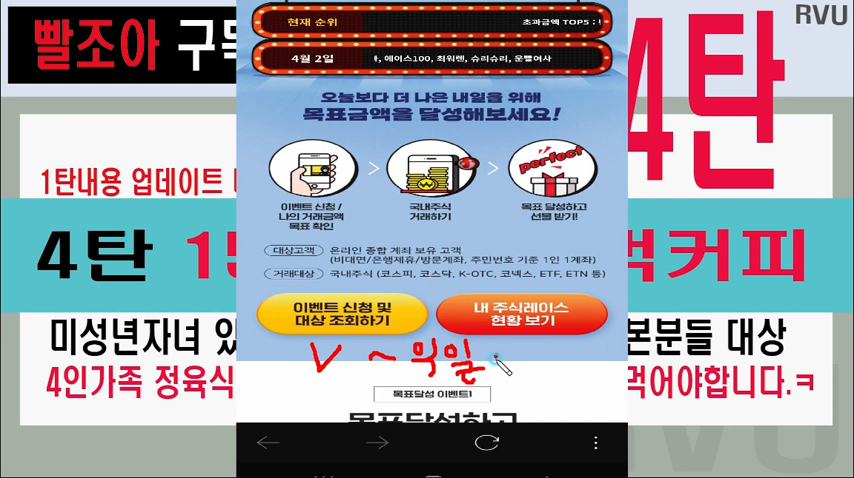 빨조아 구독
RVU
4탄
현재 순위
초과금액 TOP5 :
4월 2일
, 에이스100, 최워렌, 슈리슈리, 운빨여사
오늘보다 더 나은 내일을 위해
목표금액을 달성해보세요!
perfect
이벤트 신청 /
나의 거래금액
목표 확인
국내주식
거래하기
목표 달성하고
선물 받기!
대상고객 온라인 종합 계좌 보유 고객
(비대면/은행제휴/방문계좌, 주민번호 기준 1인 1계좌)
거래대상 국내주식 (코스피, 코스닥, K-OTC, 코넥스, ETF, ETN 등)
이벤트 신청 및
대상 조회하기
내 주식레이스
현황 보기
V ~ 익일
목표달성 이벤트1
목표달성하고
1탄내용 업데이트
4탄 1
벅커피
미성년자녀 있
본분들 대상
4인가족 정육식
먹어야합니다.ㅋ
RVU